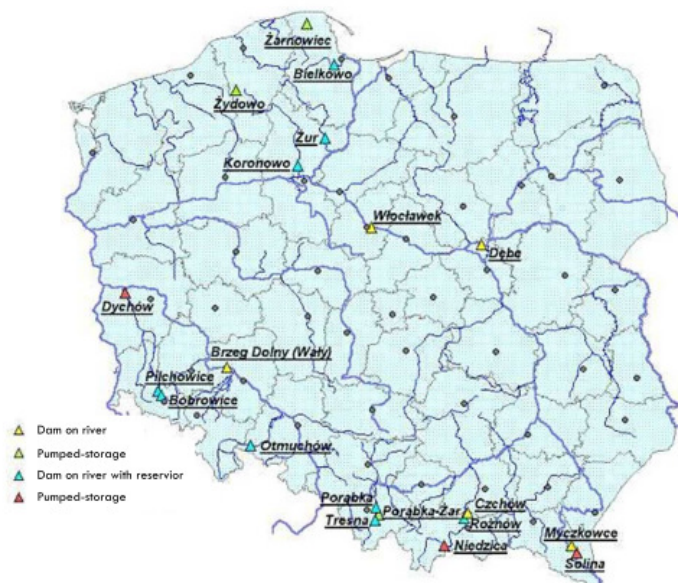 Żarnowiec
Bielkowo
Żydowo
Żur
Koronowo
Włocławek
Dębe
Dychów
Brzeg Dolny (Wały)
Pilchowice
Bobrowice
Dam on river
Pumped-storage
Dam on river with reservior
Pumped-storage
Otmuchów
Porąbka
Czchów
Porąbka-Żar
Tresna
Rożnów
Niedzica
Myczkowce
Solina